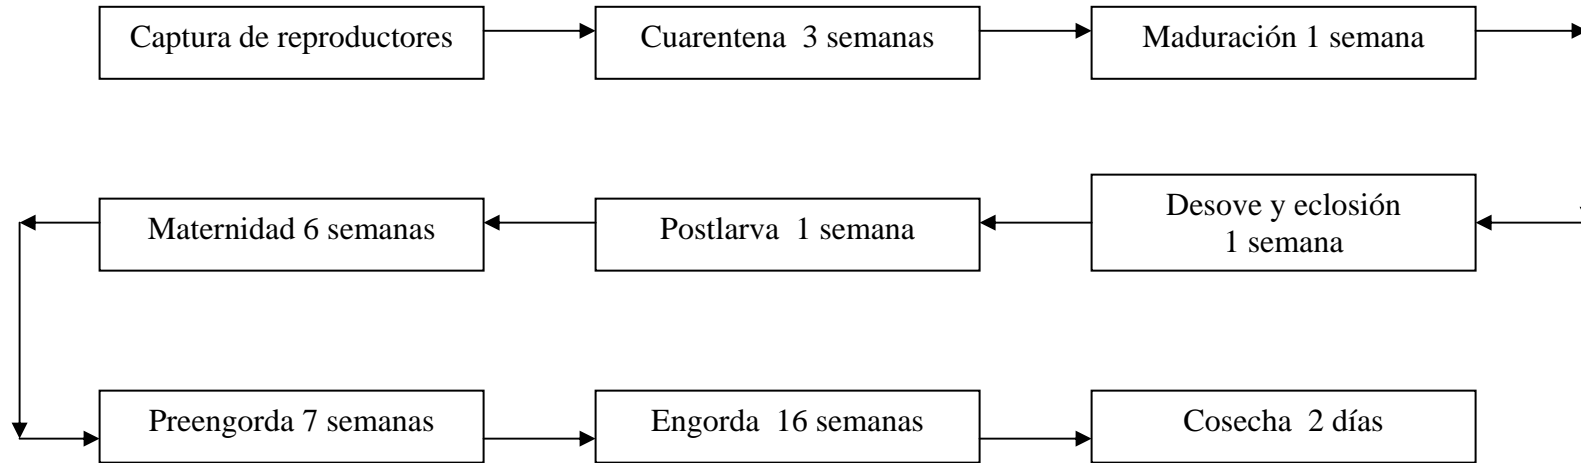 Captura de reproductores
Cuarentena 3 semanas
Maduración 1 semana
Desove y eclosión
1 semana
Postlarva 1 semana
Maternidad 6 semanas
Preengorda 7 semanas
Engorda 16 semanas
Cosecha 2 días